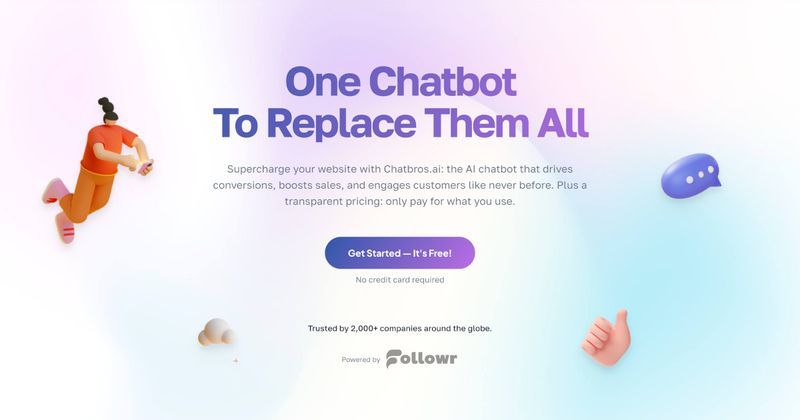 One Chatbot
To Replace Them All
Supercharge your website with Chatbros.ai: the AI chatbot that drives
conversions, boosts sales, and engages customers like never before. Plus a
transparent pricing: only pay for what you use.
Get Started — It's Free!
No credit card required
Trusted by 2,000+ companies around the globe.
Powered by Followr